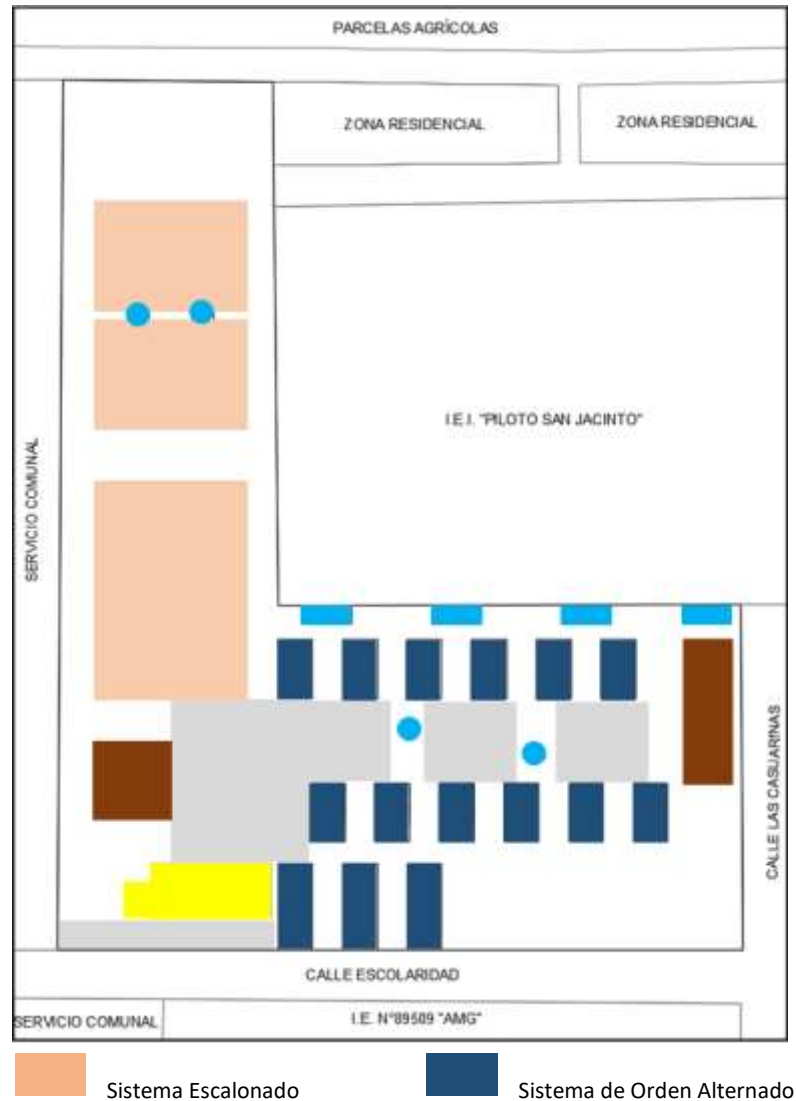 PARCELAS AGRÍCOLAS
ZONA RESIDENCIAL
ZONA RESIDENCIAL
I.E.I. "PILOTO SAN JACINTO"
SERVICIO COMUNAL
CALLE LAS CASUARINAS
CALLE ESCOLARIDAD
SERVICIO COMUNAL
I.E. N°89509 "AMG"
Sistema Escalonado
Sistema de Orden Alternado